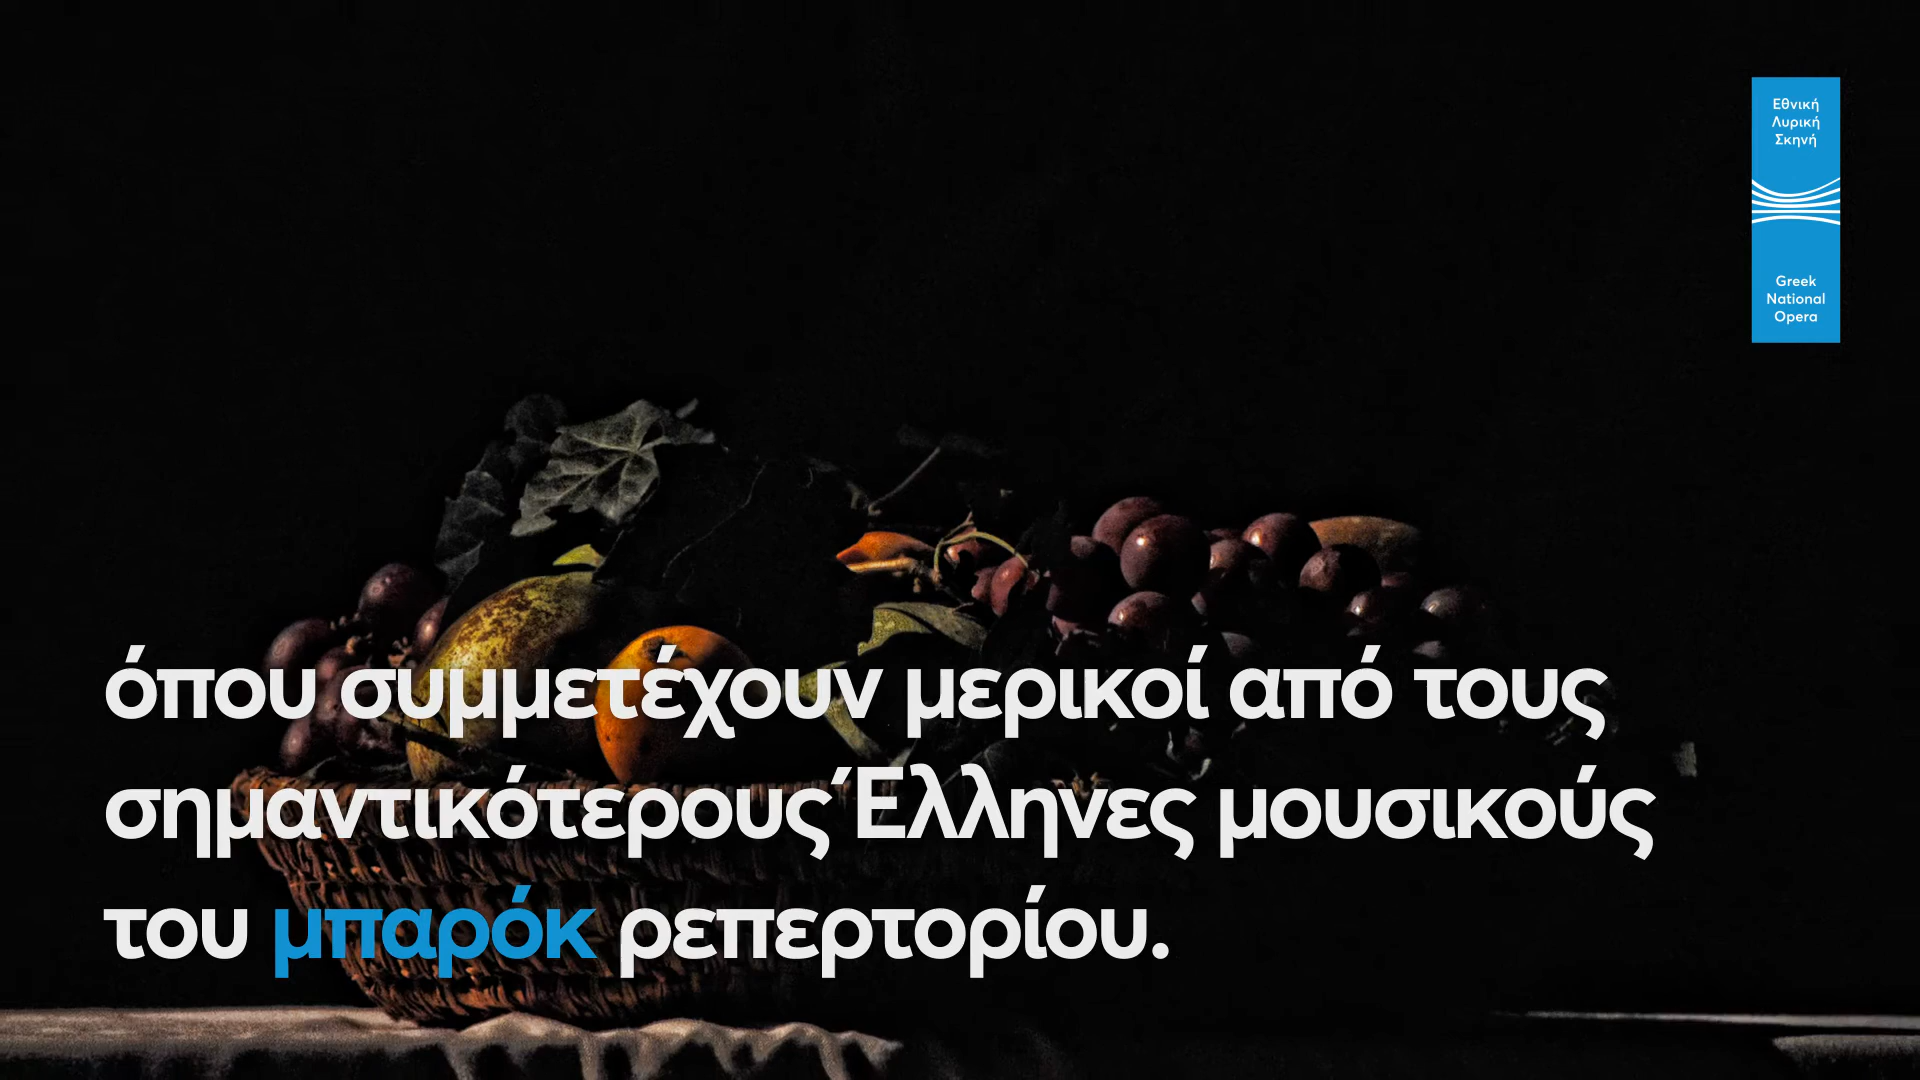 Εθνική
Λυρική
Σκηνή
Greek
National
Opera
όπου συμμετέχουν μερικοί από τους
σημαντικότερους Έλληνες μουσικούς
του μπαρόκ ρεπερτορίου.